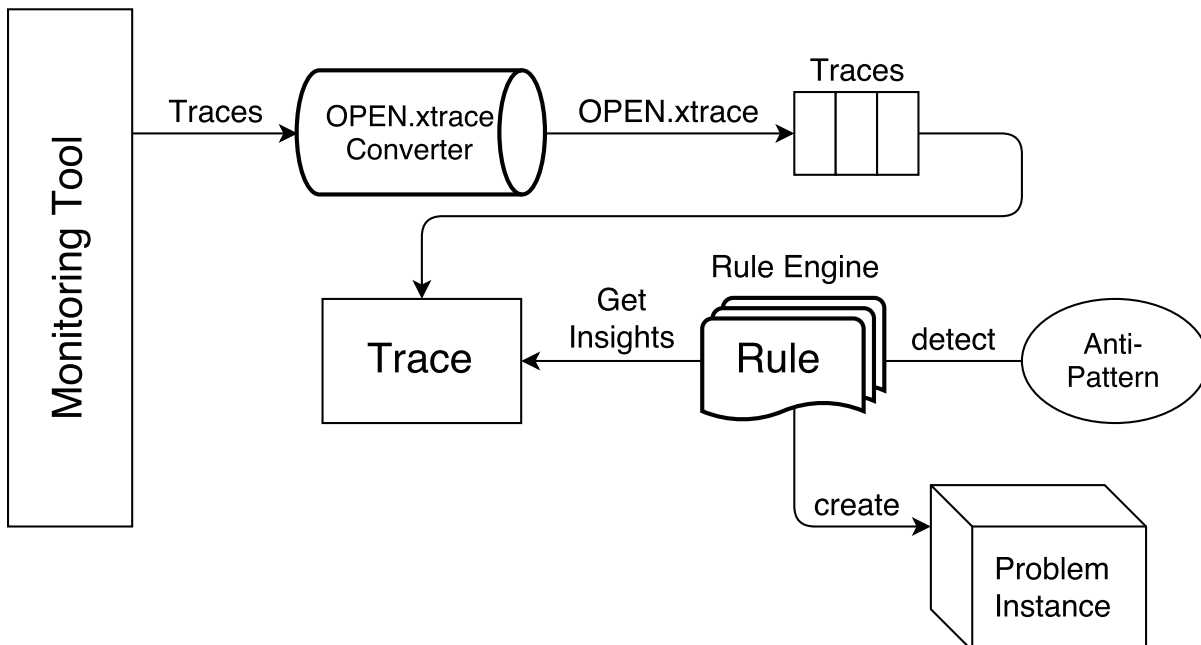 Monitoring Tool
Traces
OPEN.xtrace
Converter
OPEN.xtrace
Traces
Trace
Get
Insights
Rule Engine
Rule
detect
Anti-
Pattern
create
Problem
Instance